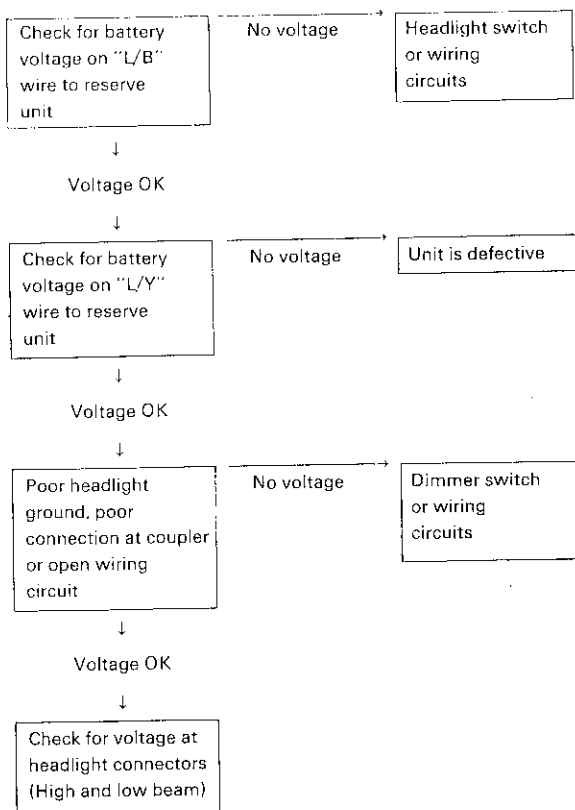 Check for battery
voltage on "L/B"
wire to reserve
unit
No voltage
Headlight switch
or wiring
circuits
↓
Voltage OK
↓
Check for battery
voltage on "L/Y"
wire to reserve
unit
No voltage
Unit is defective
↓
Voltage OK
↓
Poor headlight
ground, poor
connection at coupler
or open wiring
circuit
No voltage
Dimmer switch
or wiring
circuits
↓
Voltage OK
↓
Check for voltage at
headlight connectors
(High and low beam)